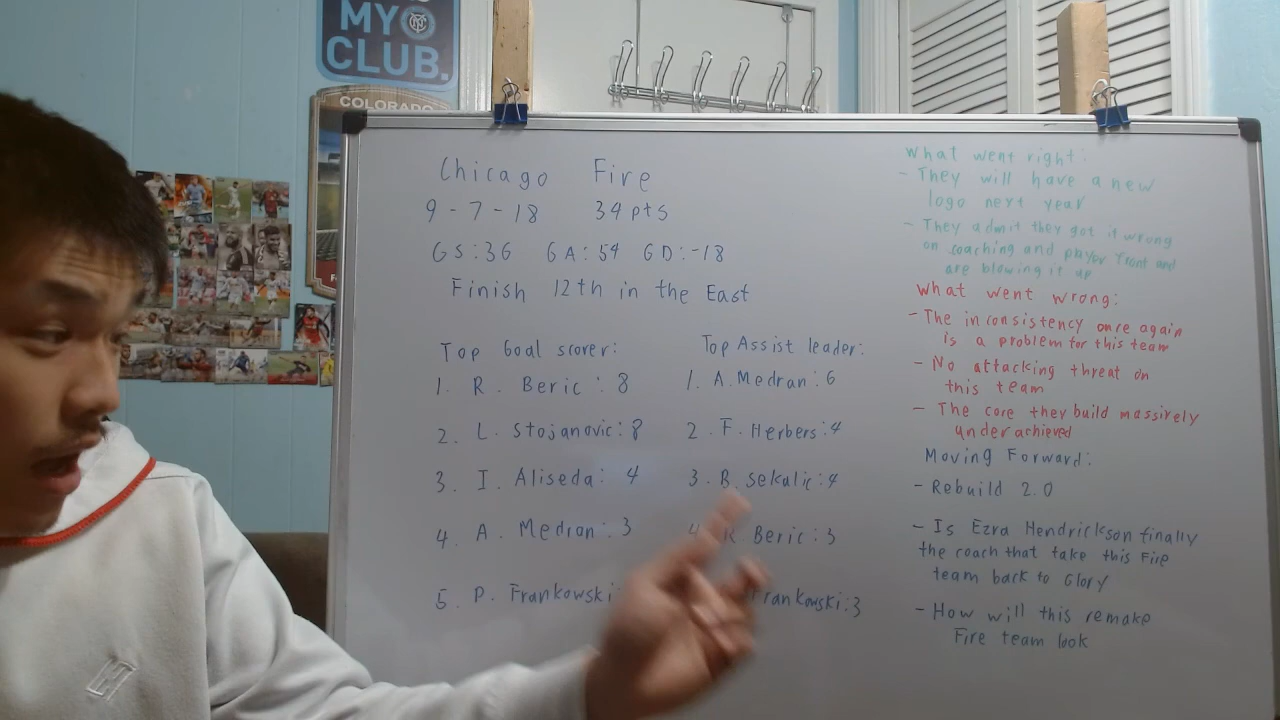 MY
CLUB.
COLORADO
Chicago Fire
9-7-18 34pts
GS:36 GA:54 GD:-18
Finish 12th in the East
Top Goal scorer:
1. R. Beric: 8
2. L. Stojanovic: 8
3. I. Aliseda: 4
4. A. Medran: 3
5. P. Frankowski:
Top Assist leader:
1. A. Medran: 6
2. F. Herbers: 4
3. B. Sekulic: 4
4. R. Beric: 3
Frankowski: 3
What went right:
- They will have a new
logo next year
- They admit they got it wrong
on coaching and player front and
are blowing it up
What went wrong:
- The inconsistency once again
is a problem for this team
- No attacking threat on
this team
- The core they build massively
underachieved
Moving Forward:
- Rebuild 2.0
- Is Ezra Hendrickson finally
the coach that take this Fire
team back to Glory
- How will this remake
Fire team look